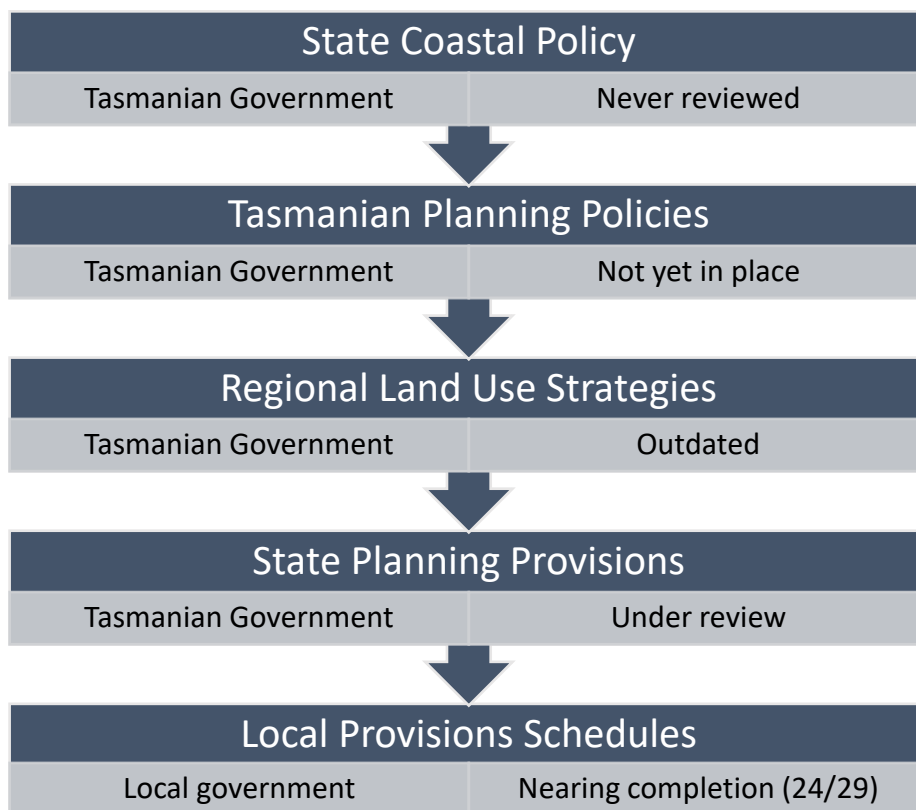 State Coastal Policy
Tasmanian Government Never reviewed
Tasmanian Planning Policies
Tasmanian Government Not yet in place
Regional Land Use Strategies
Tasmanian Government Outdated
State Planning Provisions
Tasmanian Government Under review
Local Provisions Schedules
Local government Nearing completion (24/29)